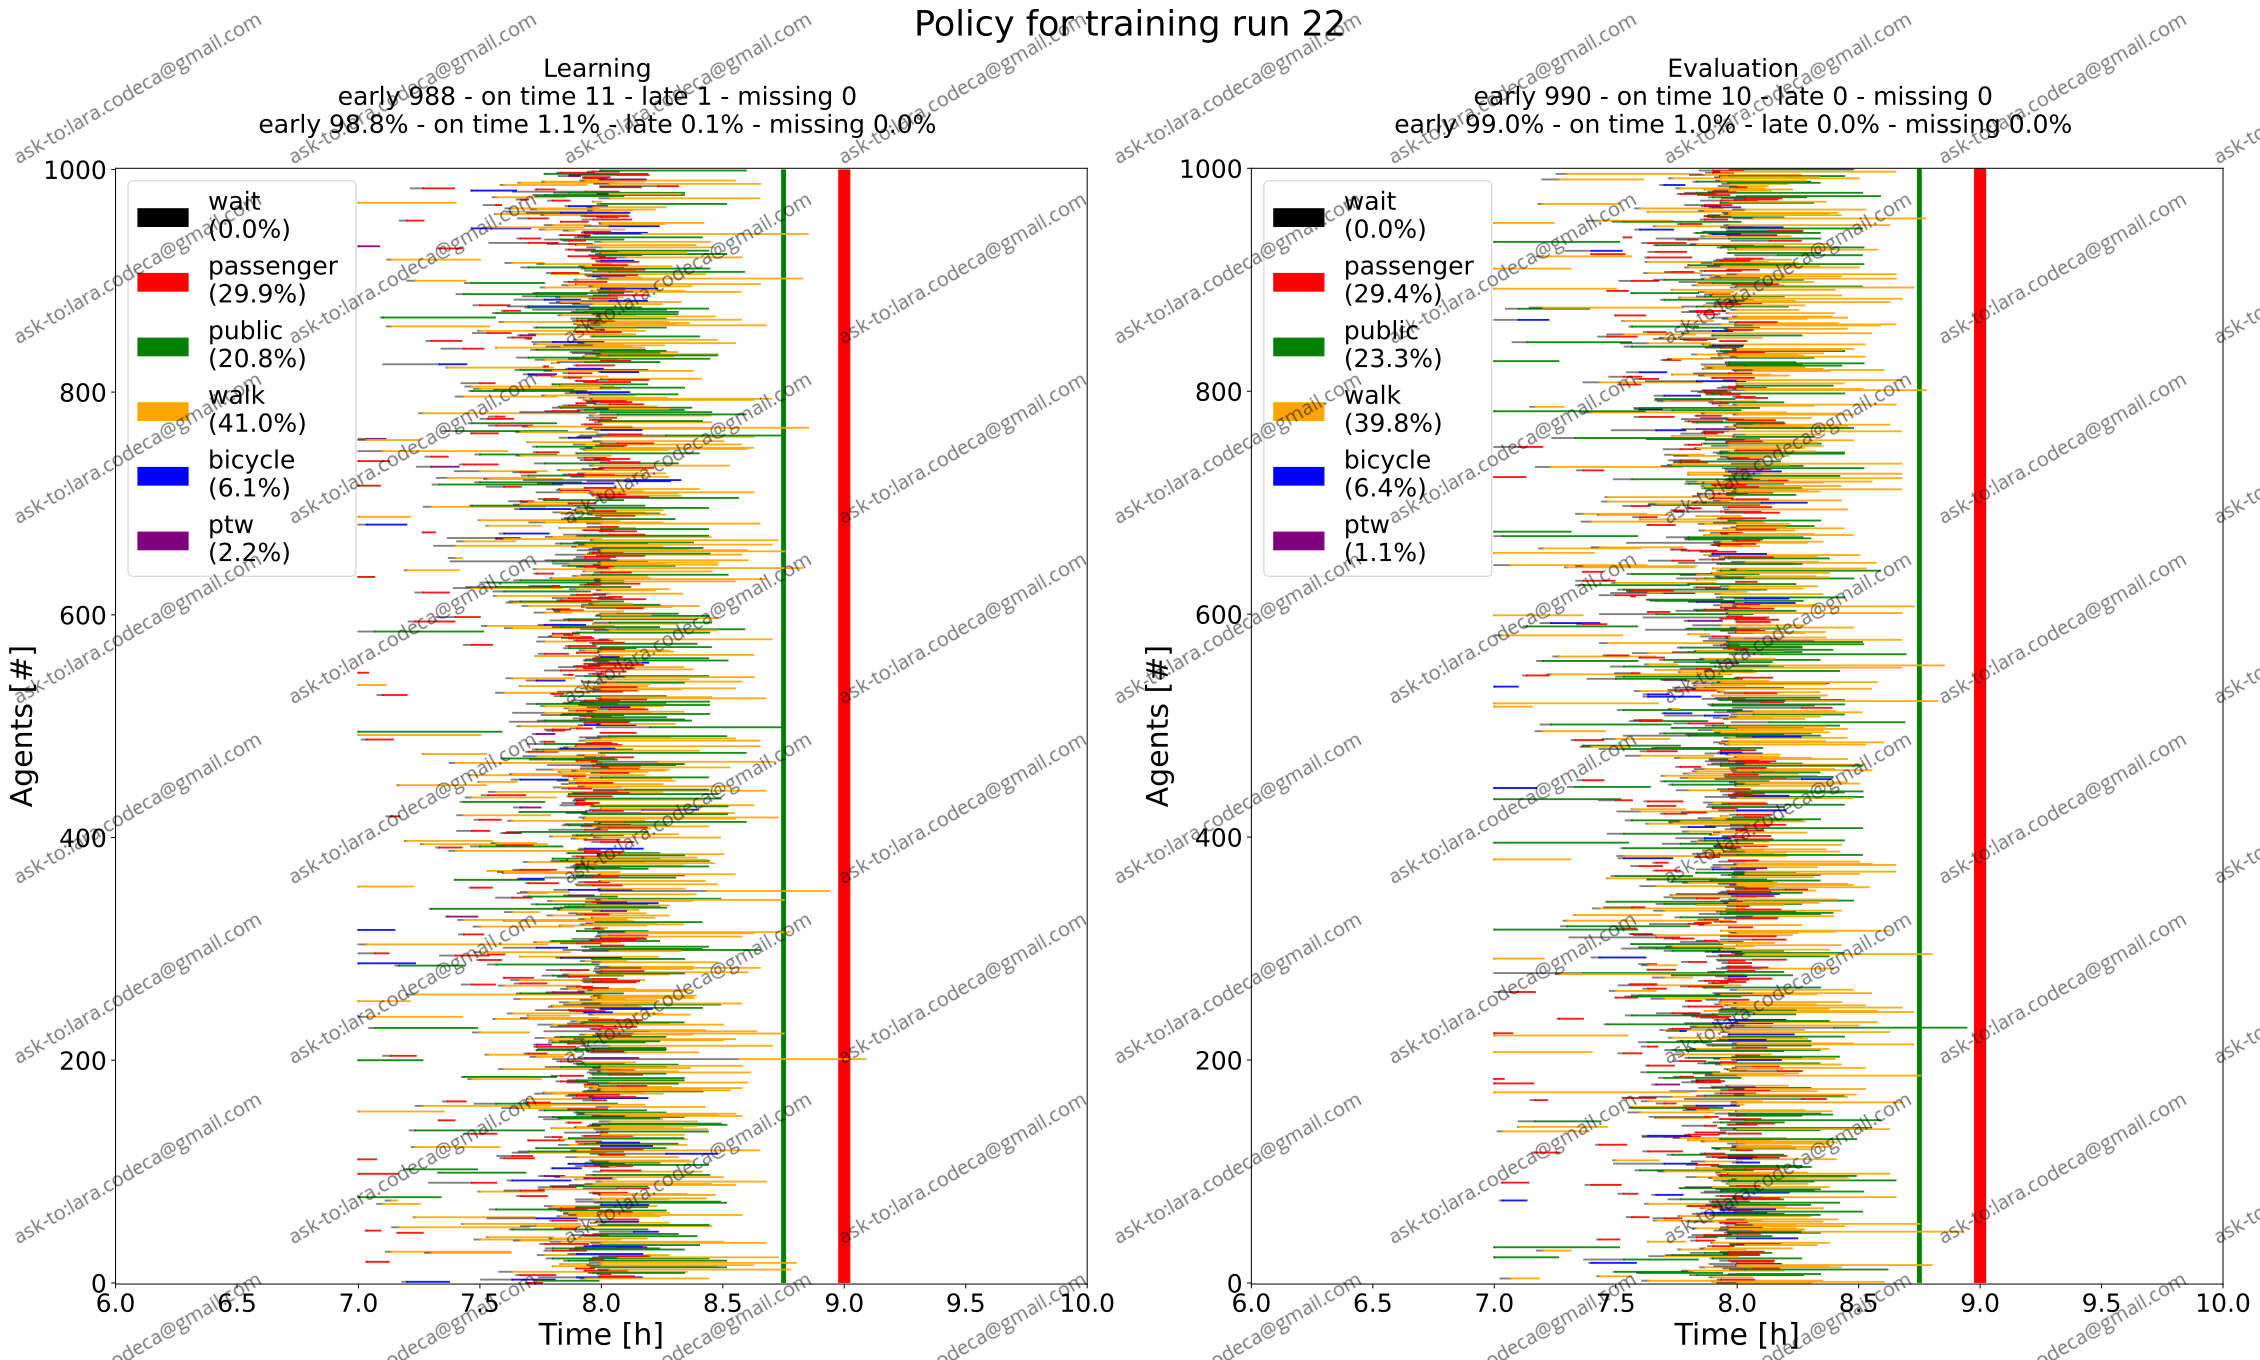 Policy for training run 22
Learning
early 988 - on time 11 - late 1 - missing 0
early 98.8% - on time 1.1% - late 0.1% - missing 0.0%
1000
800
600
400
200
0
Agents [#]
wait
(0.0%)
passenger
(29.9%)
public
(20.8%)
walk
(41.0%)
bicycle
(6.1%)
ptw
(2.2%)
6.0 6.5 7.0 7.5 8.0 8.5 9.0 9.5 10.0
Time [h]
Evaluation
early 990 - on time 10 - late 0 - missing 0
early 99.0% - on time 1.0% - late 0.0% - missing 0.0%
1000
800
600
400
200
0
Agents [#]
wait
(0.0%)
passenger
(29.4%)
public
(23.3%)
walk
(39.8%)
bicycle
(6.4%)
ptw
(1.1%)
6.0 6.5 7.0 7.5 8.0 8.5 9.0 9.5 10.0
Time [h]
ask-to:lara.codeca@gmail.com